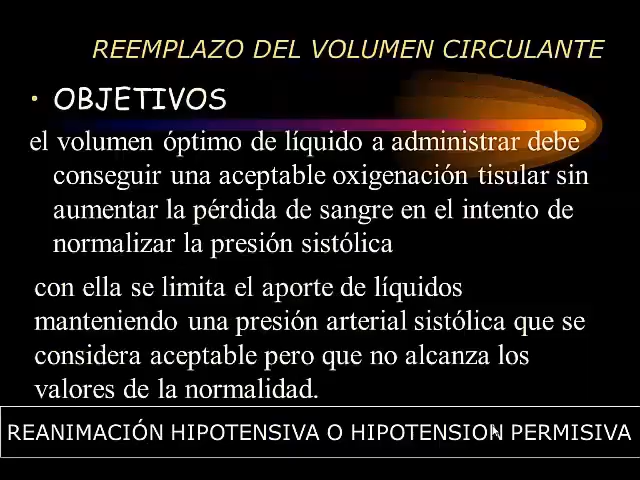 REEMPLAZO DEL VOLUMEN CIRCULANTE
• OBJETIVOS
el volumen óptimo de líquido a administrar debe
conseguir una aceptable oxigenación tisular sin
aumentar la pérdida de sangre en el intento de
normalizar la presión sistólica
con ella se limita el aporte de líquidos
manteniendo una presión arterial sistólica que se
considera aceptable pero que no alcanza los
valores de la normalidad.
REANIMACIÓN HIPOTENSIVA O HIPOTENSION PERMISIVA